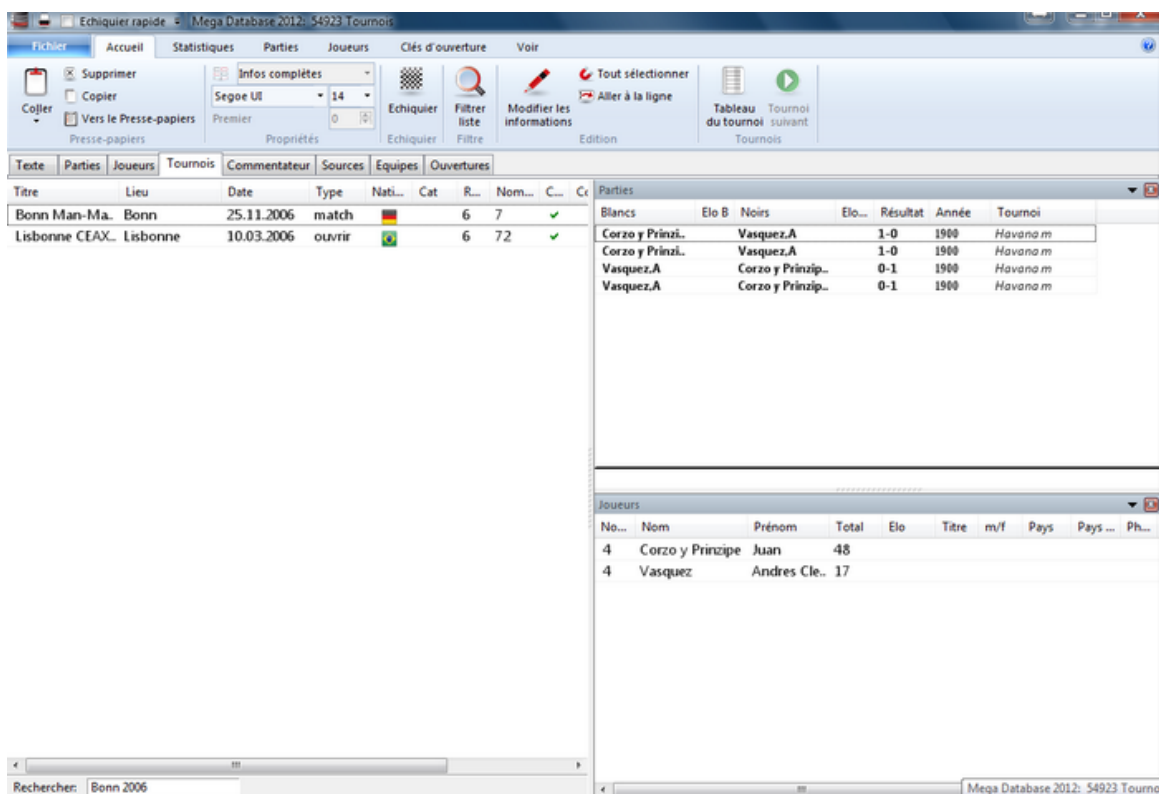 Echiquier rapide Mega Database 2012: 54923 Tournois
Fichier Accueil Statistiques Parties Joueurs Clés d'ouverture Voir
Coller
Supprimer
Copier
Vers le Presse-papiers
Presse-papiers
Infos complètes
Segoe UI 14
Premier 0
Propriétés
Echiquier
Echiquier
Filtrer liste
Filtre
Modifier les informations
Tout sélectionner
Aller à la ligne
Edition
Tableau du tournoi
Tournoi suivant
Tournois
Texte Parties Joueurs Tournois Commentateur Sources Equipes Ouvertures
Titre Lieu Date Type Nati... Cat R... Nom... C... Cc
Bonn Man-Ma.. Bonn 25.11.2006 match 6 7
Lisbonne CEAX.. Lisbonne 10.03.2006 ouvrir 6 72
Parties
Blancs Elo B Noirs Elo... Résultat Année Tournoi
Corzo y Prinzi.. Vasquez,A 1-0 1900 Havana m
Corzo y Prinzi.. Vasquez,A 1-0 1900 Havana m
Vasquez,A Corzo y Prinzip.. 0-1 1900 Havana m
Vasquez,A Corzo y Prinzip.. 0-1 1900 Havana m
Joueurs
No... Nom Prénom Total Elo Titre m/f Pays Pays ... Ph...
4 Corzo y Prinzipe Juan 48
4 Vasquez Andres Cle.. 17
Rechercher: Bonn 2006
Mega Database 2012: 54923 Tourno